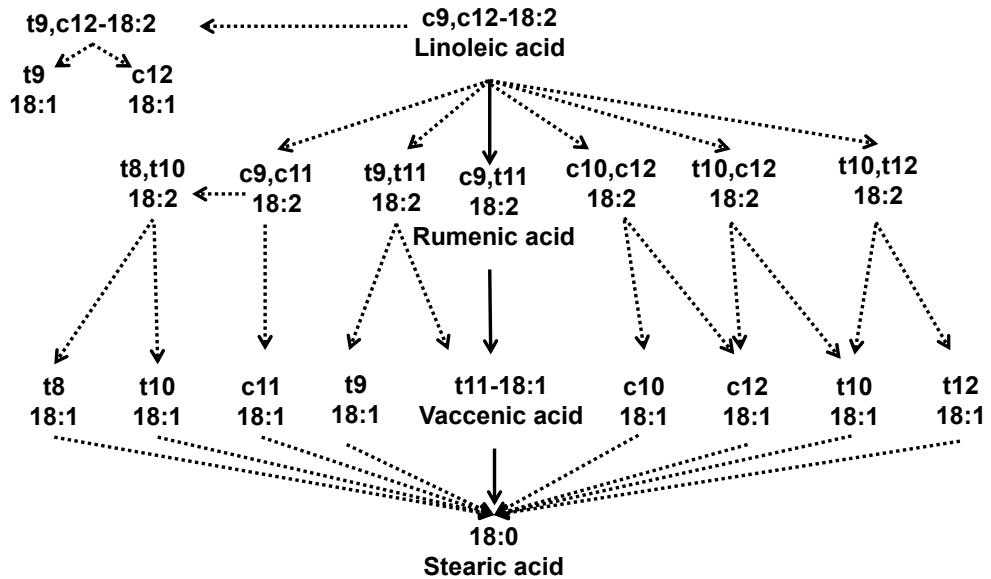 t9,c12-18:2
c9,c12-18:2
Linoleic acid
t9
18:1
c12
18:1
t8,t10
18:2
c9,c11
18:2
t9,t11
18:2
c9,t11
18:2
Rumenic acid
c10,c12
18:2
t10,c12
18:2
t10,t12
18:2
t8
18:1
t10
18:1
c11
18:1
t9
18:1
t11-18:1
Vaccenic acid
c10
18:1
c12
18:1
t10
18:1
t12
18:1
18:0
Stearic acid